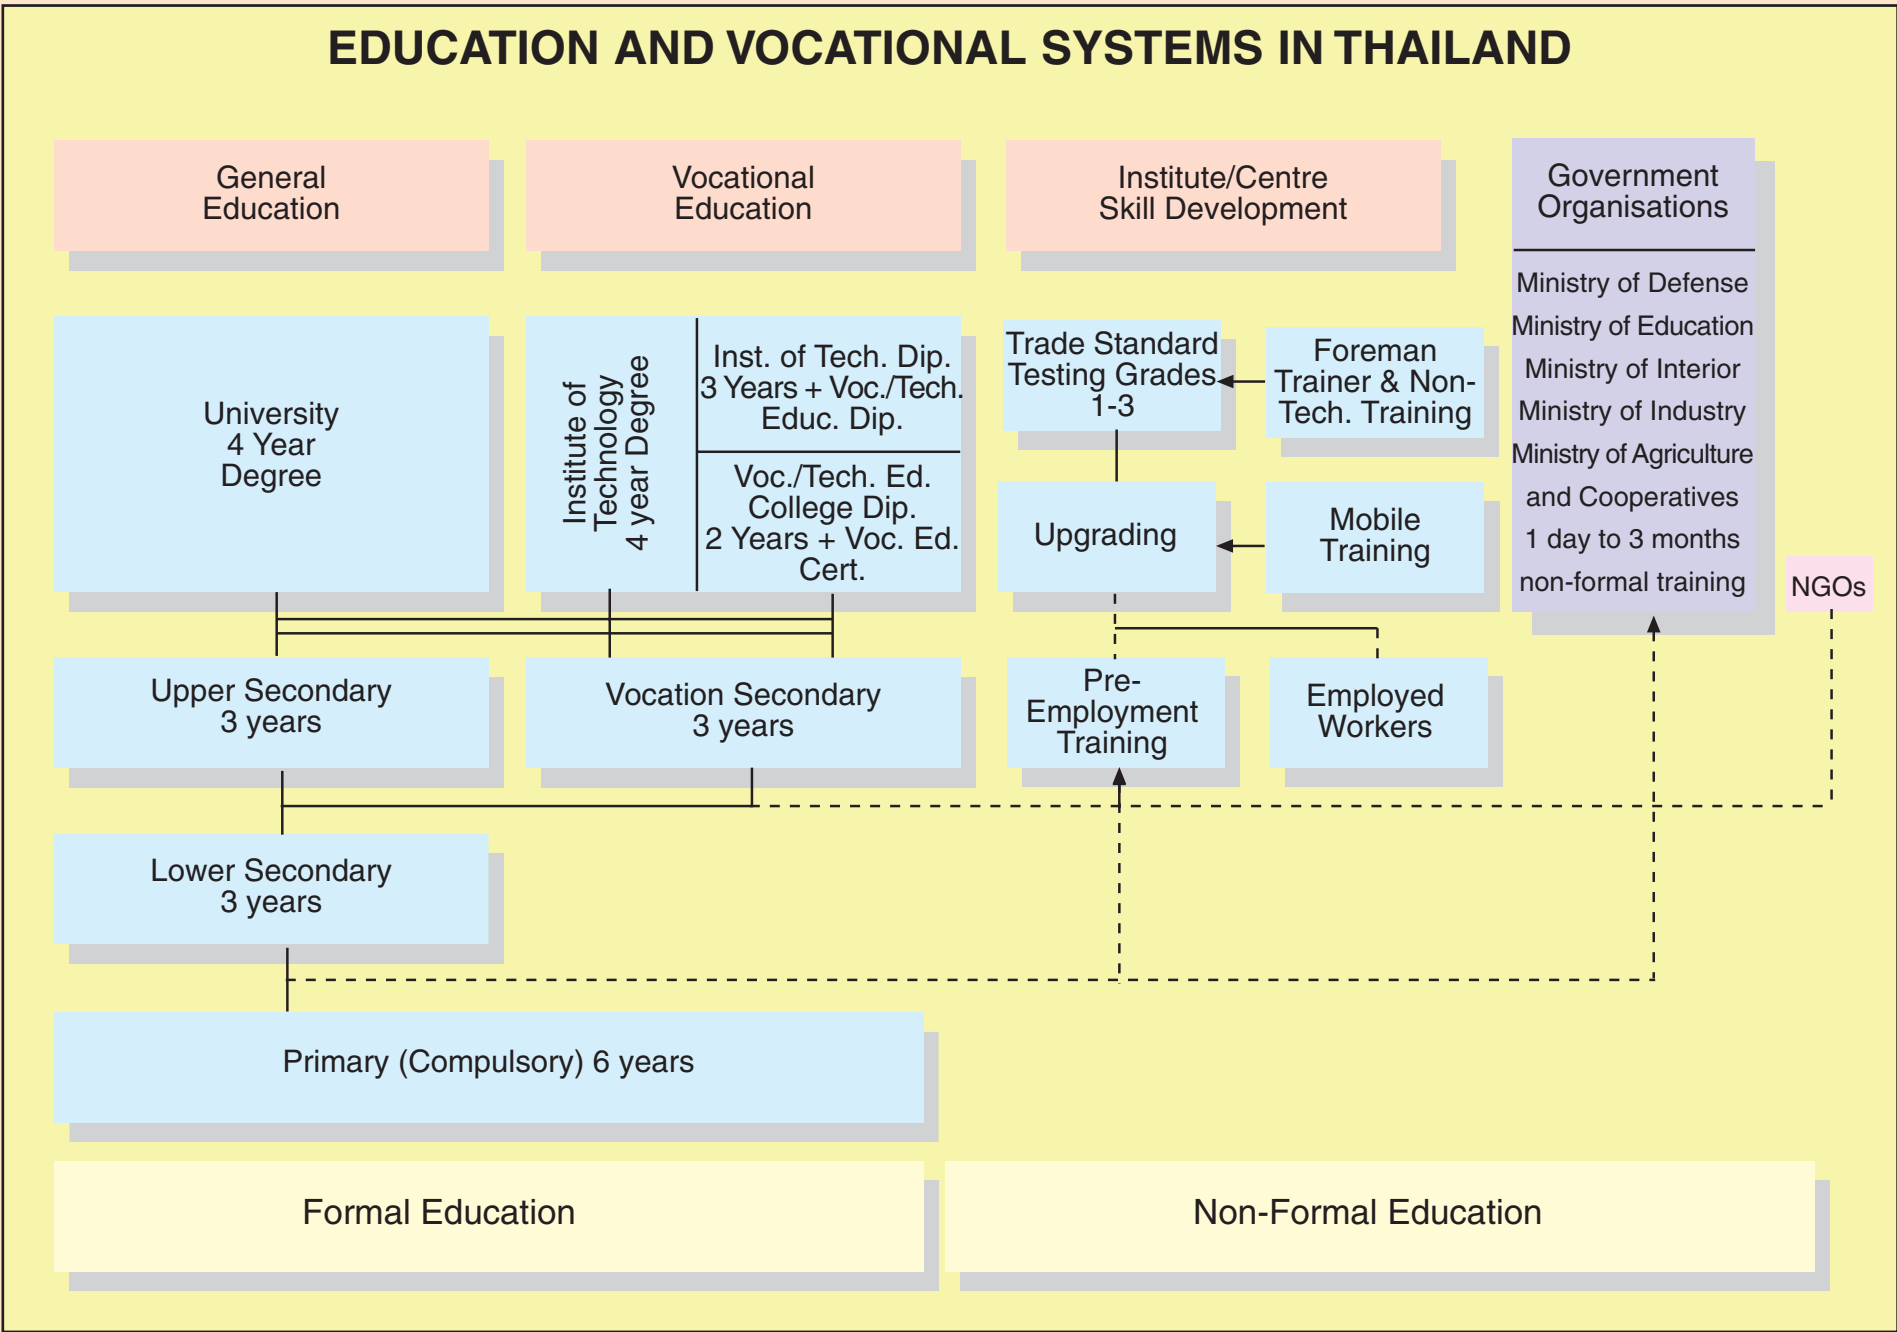 EDUCATION AND VOCATIONAL SYSTEMS IN THAILAND
General
Education
Vocational
Education
Institute/Centre
Skill Development
Government
Organisations
Ministry of Defense
Ministry of Education
Ministry of Interior
Ministry of Industry
Ministry of Agriculture
and Cooperatives
1 day to 3 months
non-formal training
NGOs
University
4 Year
Degree
Institute of
Technology
4 year Degree
Inst. of Tech. Dip.
3 Years + Voc./Tech.
Educ. Dip.
Voc./Tech. Ed.
College Dip.
2 Years + Voc. Ed.
Cert.
Trade Standard
Testing Grades
1-3
Foreman
Trainer & Non-
Tech. Training
Upgrading
Mobile
Training
Upper Secondary
3 years
Vocation Secondary
3 years
Pre-
Employment
Training
Employed
Workers
Lower Secondary
3 years
Primary (Compulsory) 6 years
Formal Education
Non-Formal Education